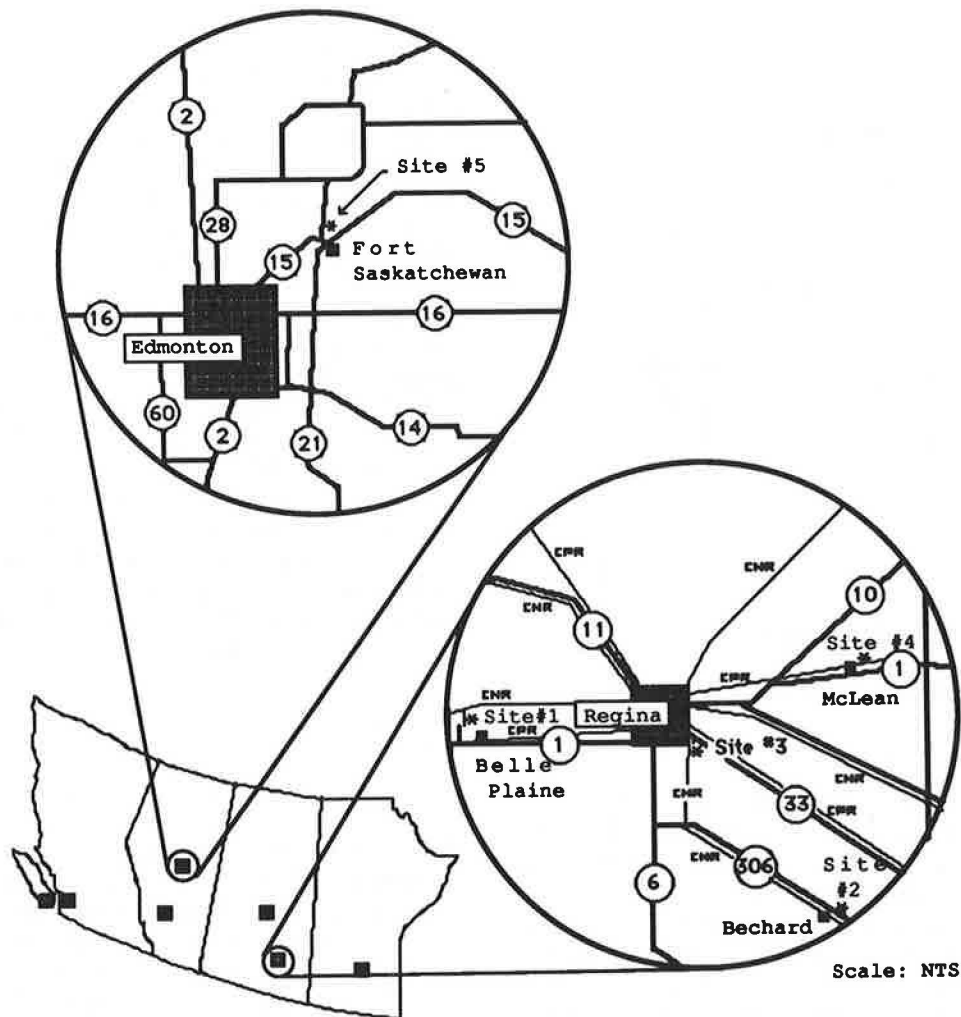 2
Site #5
28
15
15
Fort
Saskatchewan
16
16
Edmonton
60
2
21
14
CPR
CNR
CNR
10
11
Site #4
CPR
1
McLean
CNR
Site#1
Regina
CPR
1
Site #3
Belle
Plaine
CNR
CNR
33
CPR
CNR
306
6
Site
#2
Bechard
Scale: NTS